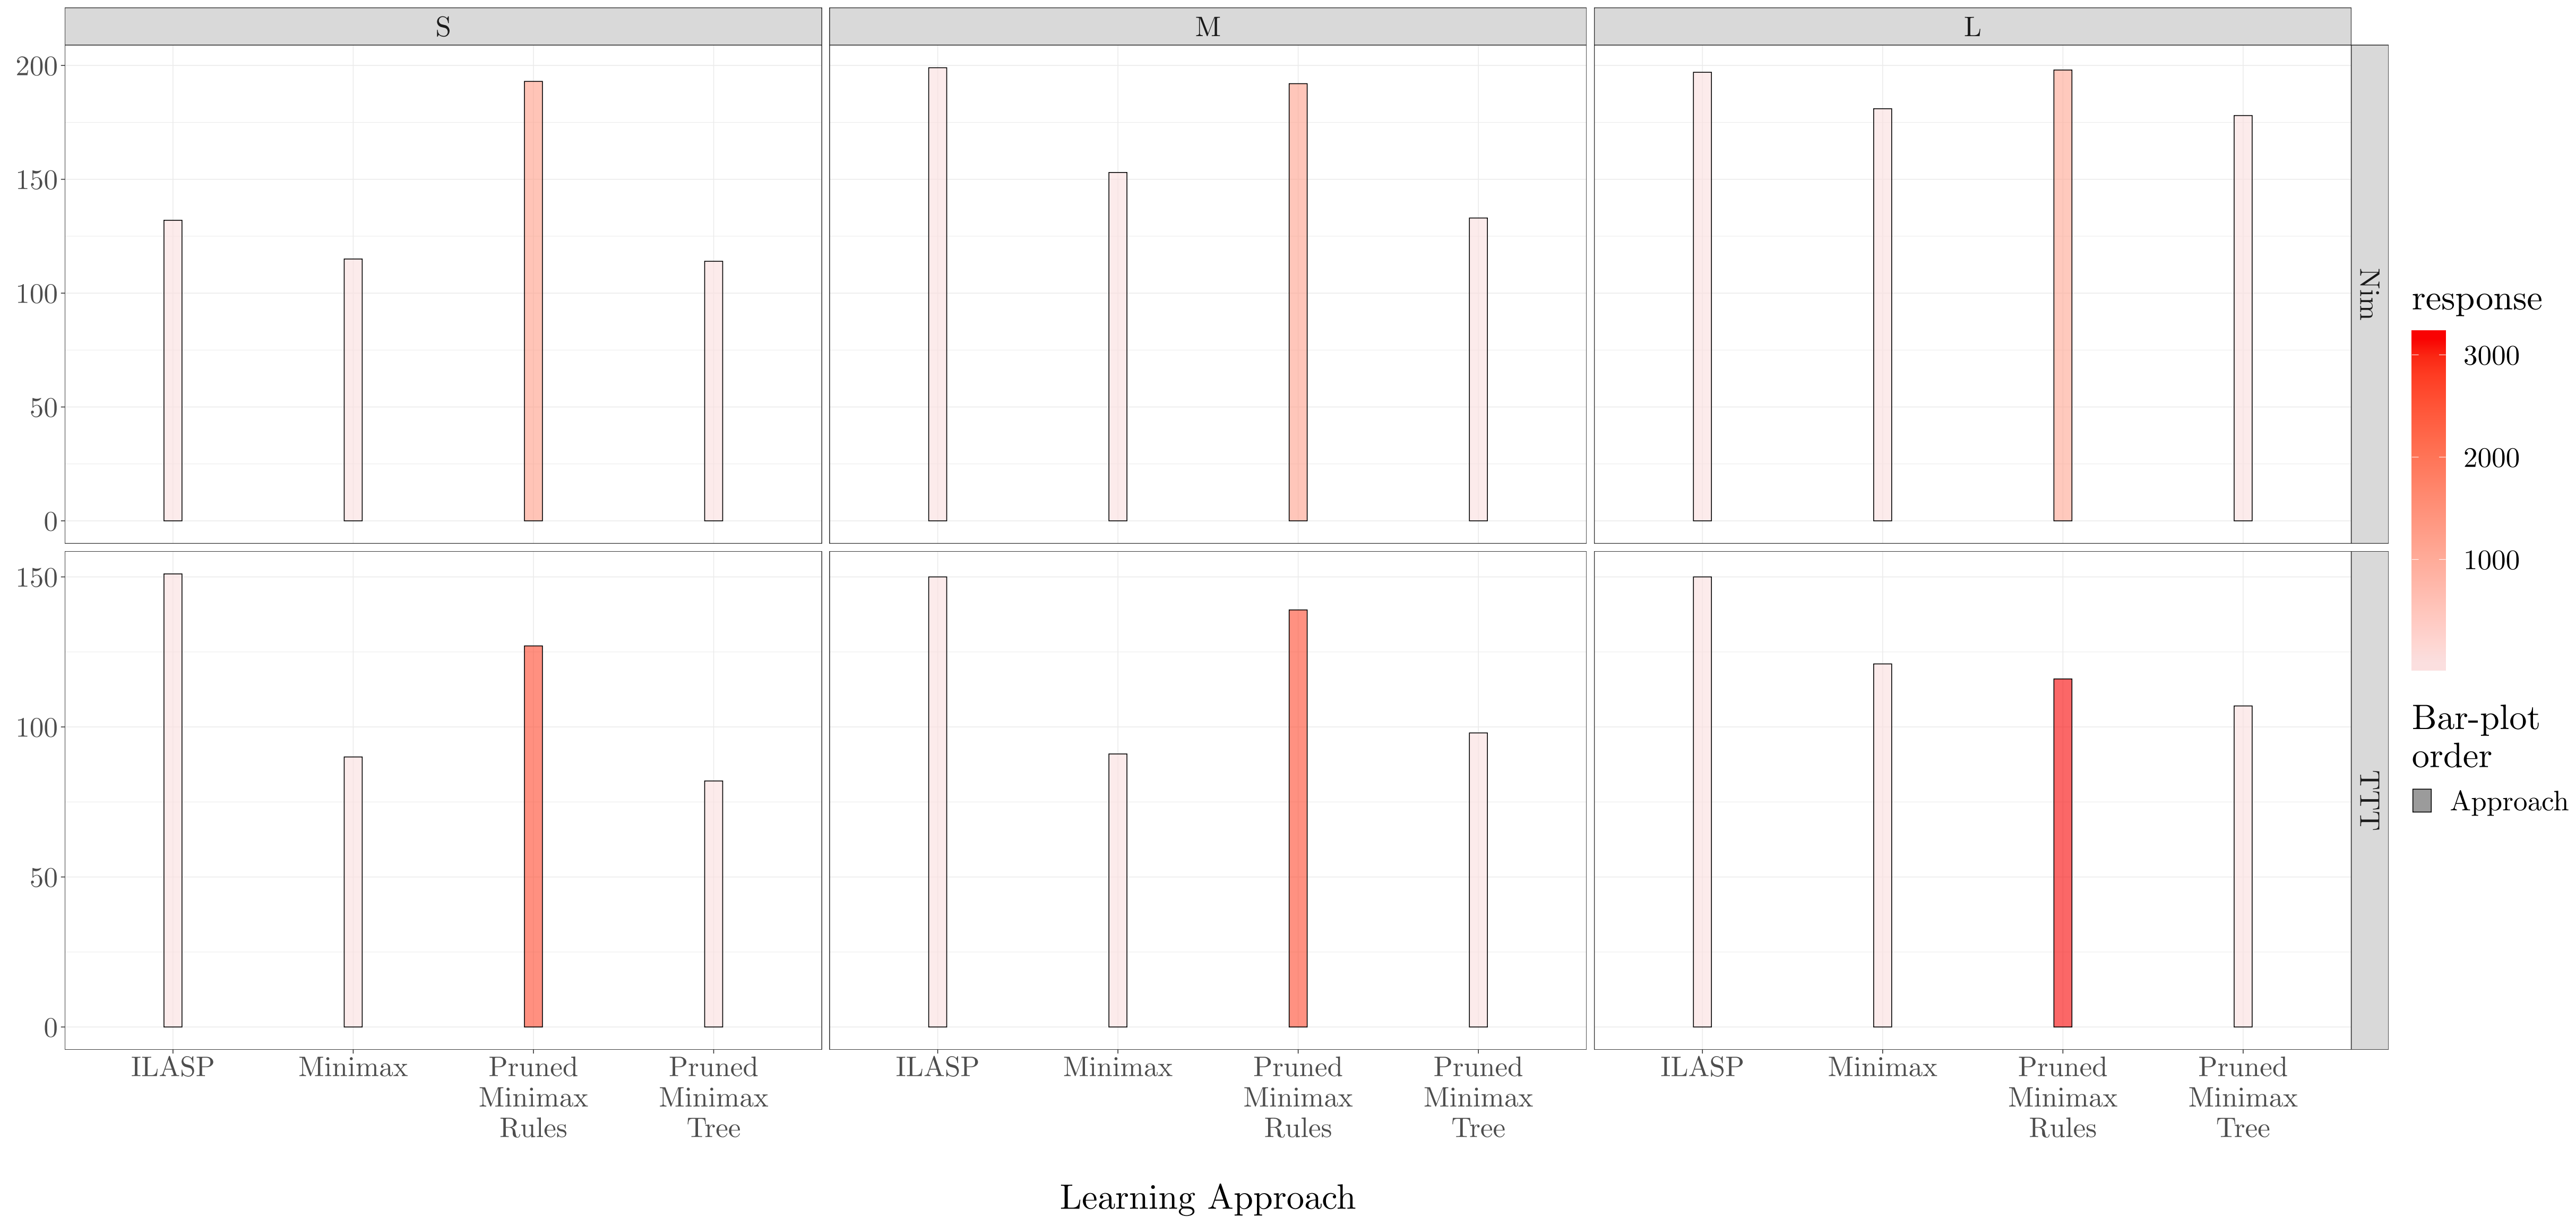 S M L
200
150
100
50
0
Nim
150
100
50
0
TTT
ILASP Minimax Pruned Minimax Rules Pruned Minimax Tree
ILASP Minimax Pruned Minimax Rules Pruned Minimax Tree
ILASP Minimax Pruned Minimax Rules Pruned Minimax Tree
Learning Approach
response
3000
2000
1000
Bar-plot
order
Approach